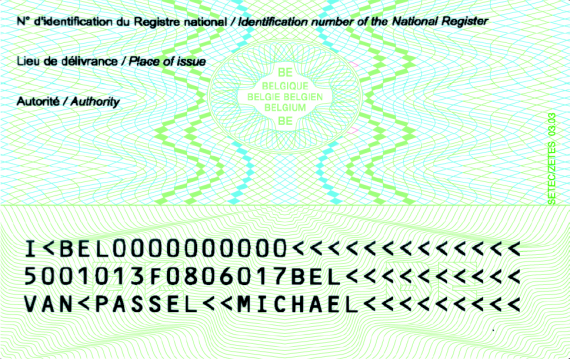 N° d'identification du Registre national / Identification number of the National Register
Lieu de délivrance / Place of issue
Autorité / Authority
BE
BELGIQUE
BELGIE BELGIEN
BELGIUM
BE
SETEC/ZETES 03.03
I<BEL0000000000<<<<<<<<<<<<<
5001013F0806017BEL<<<<<<<<<<
VAN<PASSEL<<MICHAEL<<<<<<<<<